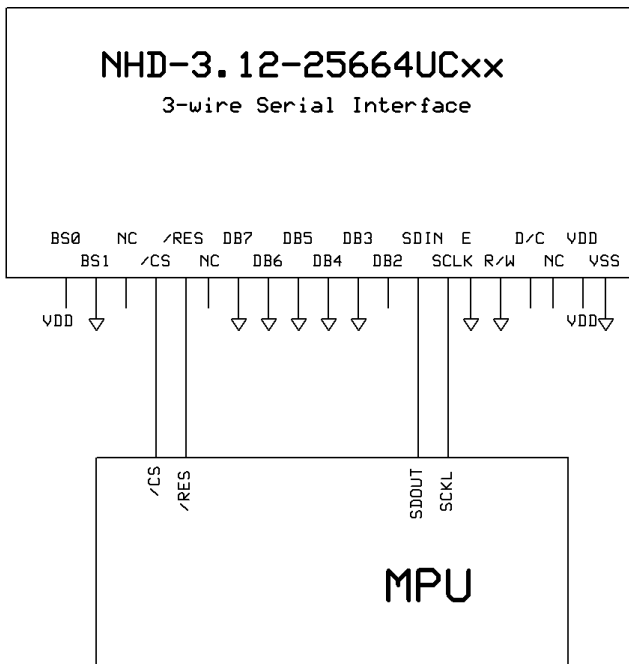 NHD-3.12-25664UCxx
3-wire Serial Interface
BS0 NC /RES DB7 DB5 DB3 SDIN E D/C VDD
BS1 /CS NC DB6 DB4 DB2 SCLK R/W NC VSS
VDD VDD
/CS /RES SDOUT SCKL
MPU